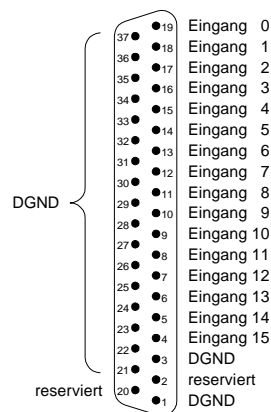 19 Eingang 0
37
18 Eingang 1
36
17 Eingang 2
35
16 Eingang 3
34
15 Eingang 4
33
14 Eingang 5
32
13 Eingang 6
31
12 Eingang 7
30
11 Eingang 8
DGND 29
10 Eingang 9
28
9 Eingang 10
27
8 Eingang 11
26
7 Eingang 12
25
6 Eingang 13
24
5 Eingang 14
23
4 Eingang 15
22
3 DGND
21
2 reserviert
reserviert 20
1 DGND